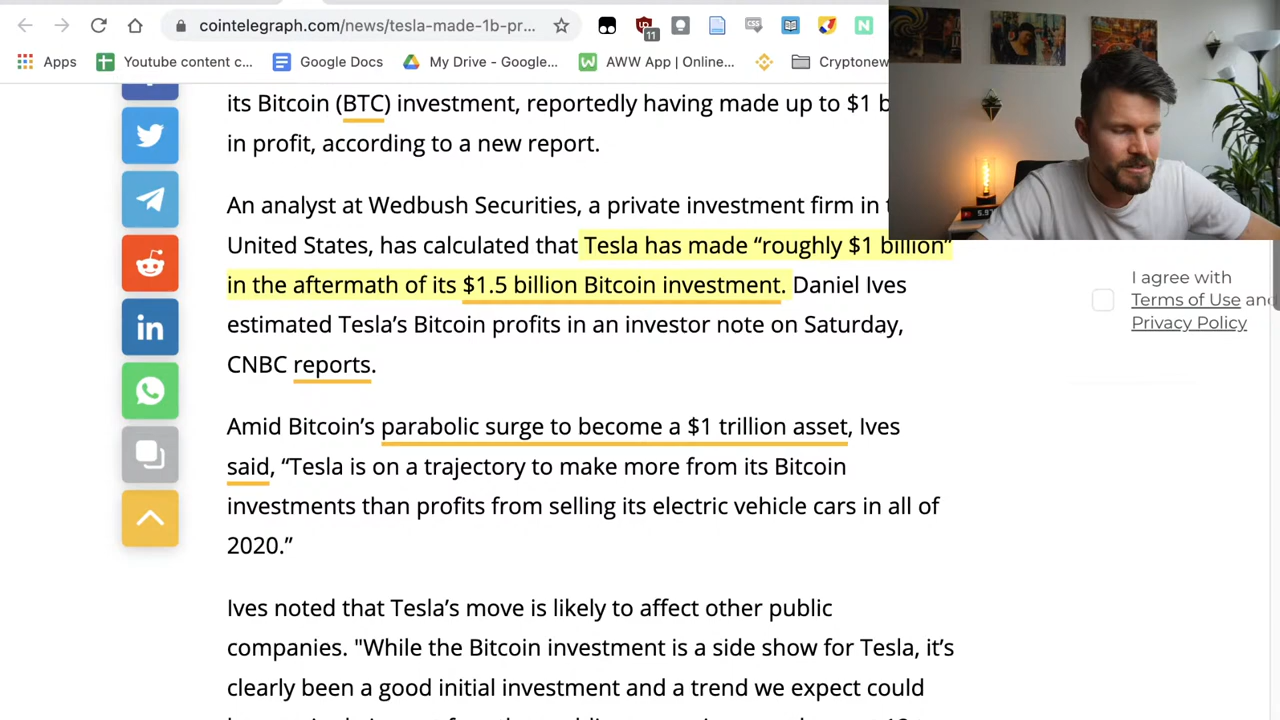 cointelegraph.com/news/tesla-made-1b-pr...
11
CSS
N
Apps
Youtube content c...
Google Docs
My Drive - Google...
AWW App | Online...
Cryptonew
its Bitcoin (BTC) investment, reportedly having made up to $1 b
in profit, according to a new report.
An analyst at Wedbush Securities, a private investment firm in
United States, has calculated that Tesla has made “roughly $1 billion”
in the aftermath of its $1.5 billion Bitcoin investment. Daniel Ives
estimated Tesla’s Bitcoin profits in an investor note on Saturday,
CNBC reports.
Amid Bitcoin’s parabolic surge to become a $1 trillion asset, Ives
said, “Tesla is on a trajectory to make more from its Bitcoin
investments than profits from selling its electric vehicle cars in all of
2020.”
Ives noted that Tesla’s move is likely to affect other public
companies. "While the Bitcoin investment is a side show for Tesla, it’s
clearly been a good initial investment and a trend we expect could
I agree with
Terms of Use and
Privacy Policy